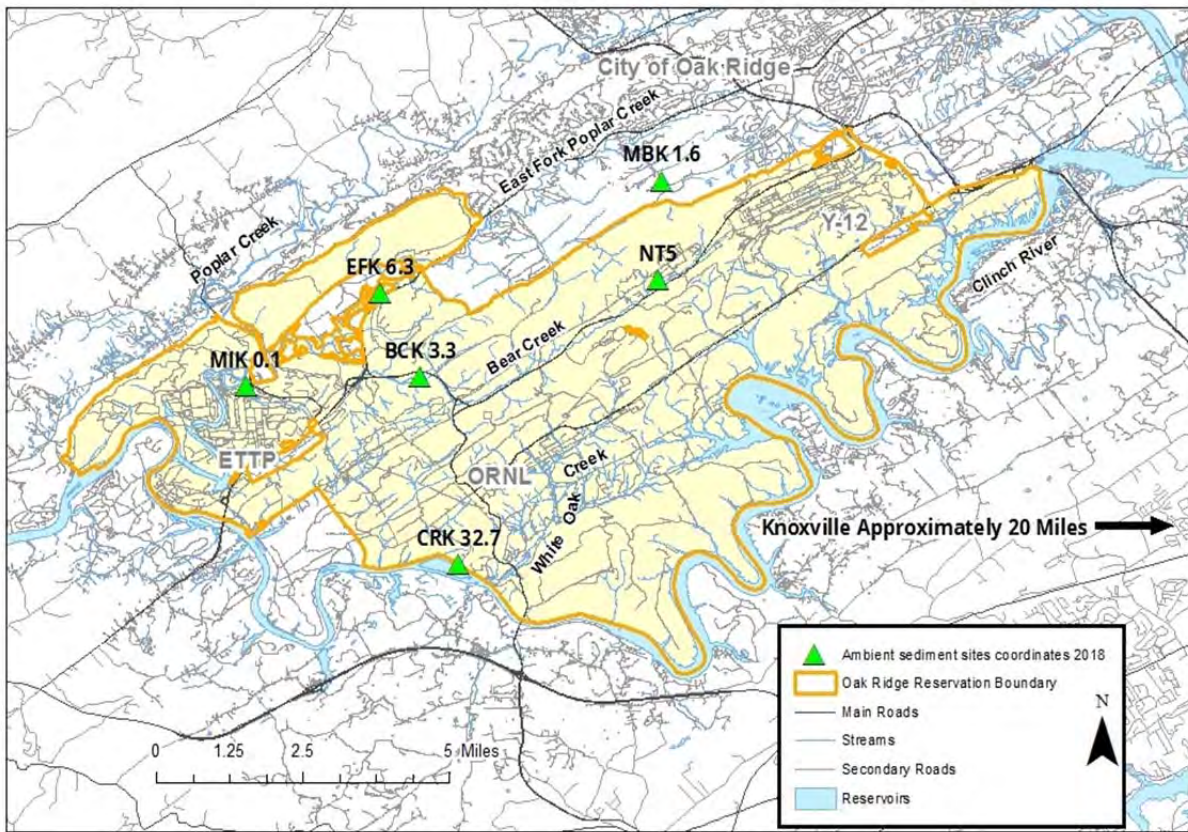 City of Oak Ridge
East Fork Poplar Creek
MBK 1.6
Poplar Creek
EFK 6.3
NT5
Y-12
Clinch River
MIK 0.1
BCK 3.3
Bear Creek
ETTP
ORNL
White Oak Creek
CRK 32.7
Knoxville Approximately 20 Miles
0 1.25 2.5 5 Miles
Ambient sediment sites coordinates 2018
Oak Ridge Reservation Boundary
Main Roads
Streams
Secondary Roads
Reservoirs
N